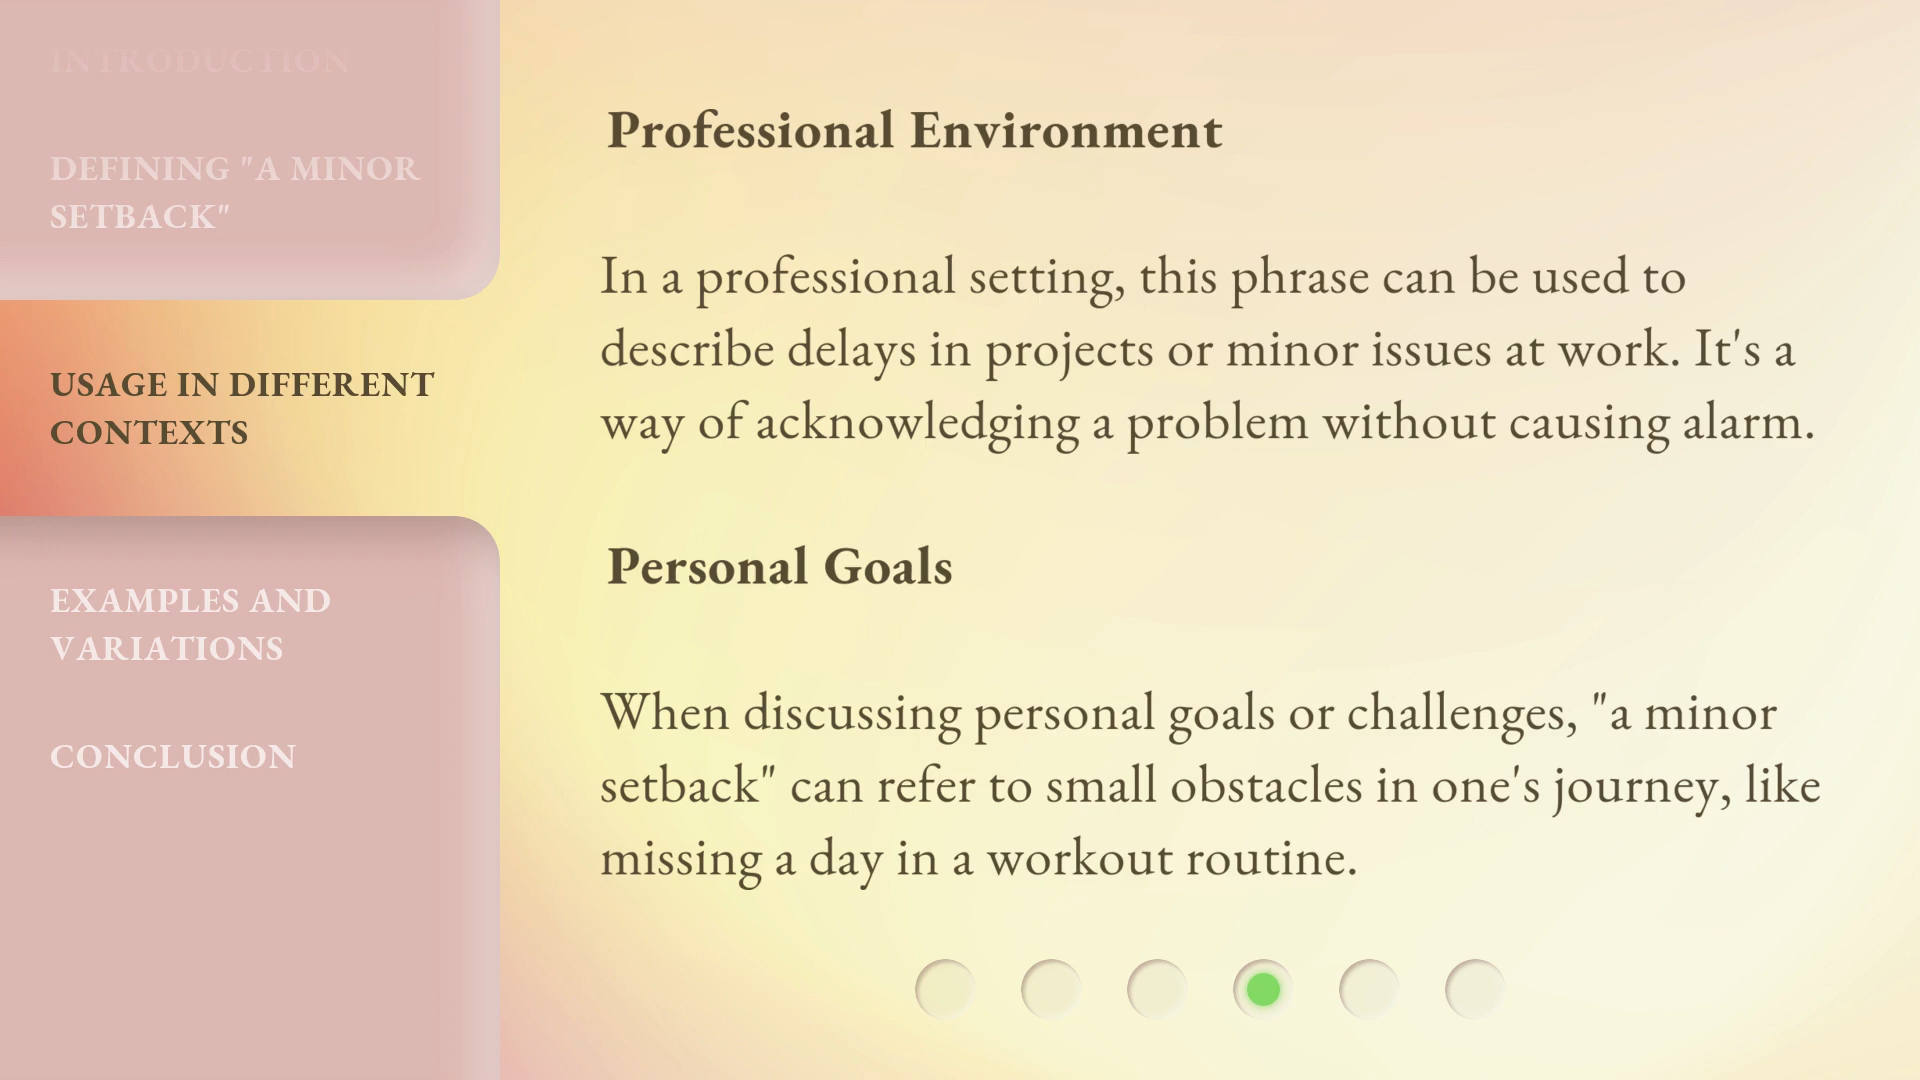 INTRODUCTION
DEFINING "A MINOR
SETBACK"
USAGE IN DIFFERENT
CONTEXTS
EXAMPLES AND
VARIATIONS
CONCLUSION
Professional Environment
In a professional setting, this phrase can be used to
describe delays in projects or minor issues at work. It's a
way of acknowledging a problem without causing alarm.
Personal Goals
When discussing personal goals or challenges, "a minor
setback" can refer to small obstacles in one's journey, like
missing a day in a workout routine.